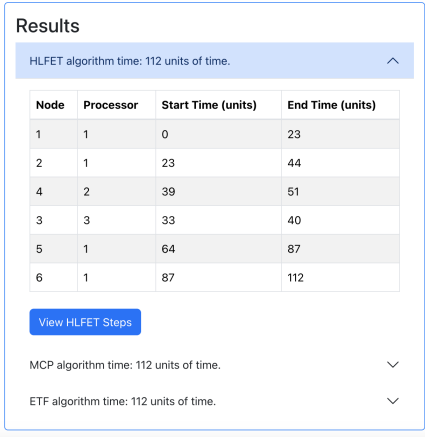 Results
HLFET algorithm time: 112 units of time.
Node Processor Start Time (units) End Time (units)
1 1 0 23
2 1 23 44
4 2 39 51
3 3 33 40
5 1 64 87
6 1 87 112
View HLFET Steps
MCP algorithm time: 112 units of time.
ETF algorithm time: 112 units of time.